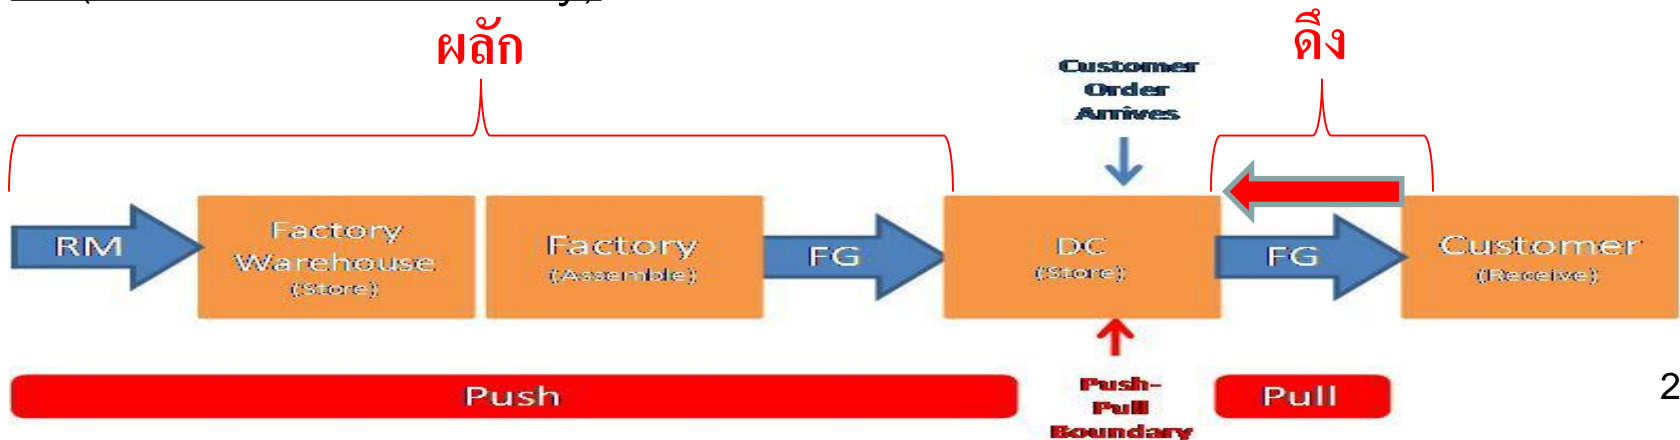 ผลัก
ดึง
Customer
Order
Arrives
RM
Factory
Warehouse
(Store)
Factory
(Assemble)
FG
DC
(Store)
FG
Customer
(Receive)
Push
Push-
Pull
Boundary
Pull
2